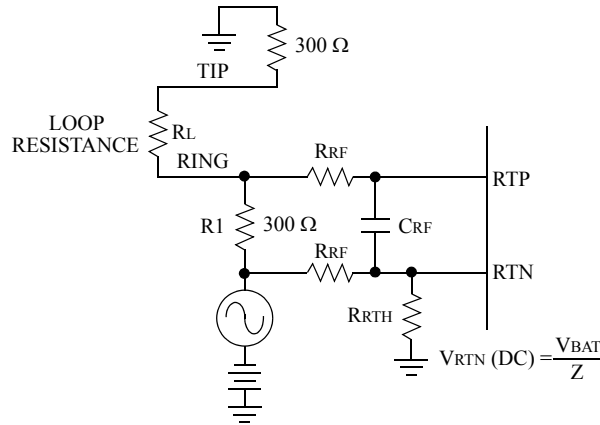 300 Ω
TIP
LOOP
RESISTANCE
RL
RING
RRF
RTP
R1
300 Ω
CRF
RRF
RTN
RRTH
VRTN (DC) = VBAT
Z